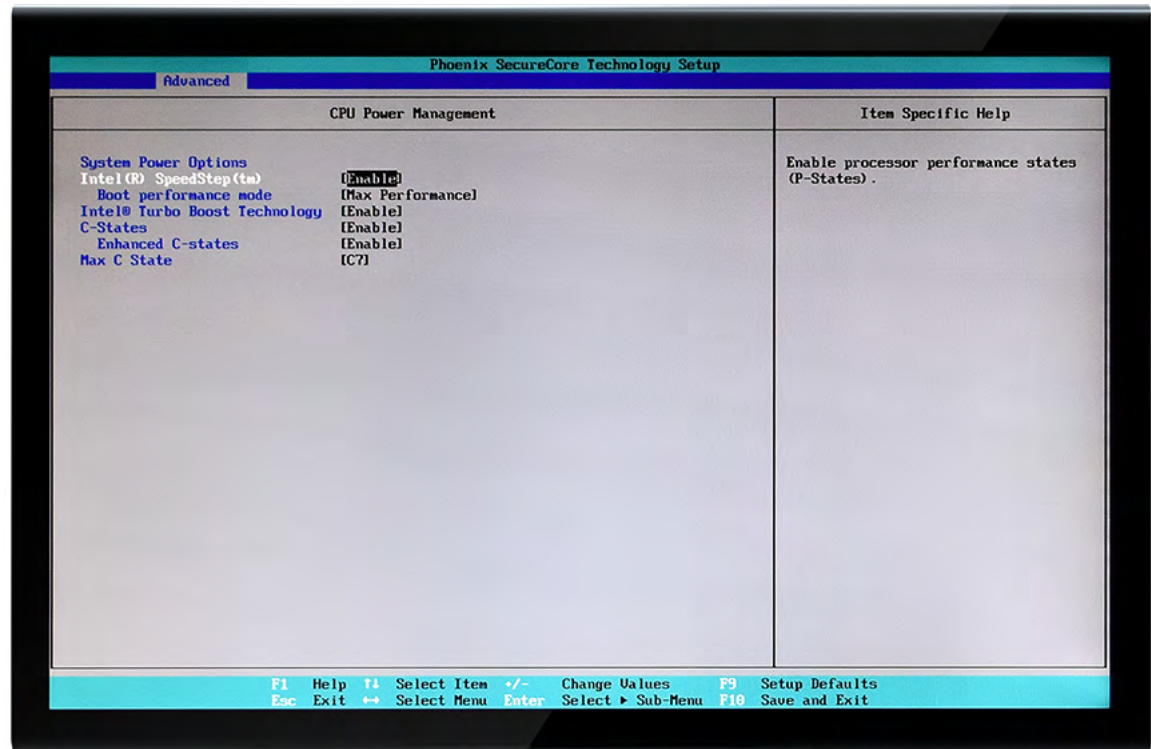 Phoenix SecureCore Technology Setup
Advanced
CPU Power Management
Item Specific Help
System Power Options
Intel(R) SpeedStep(tm) [Enable]
Boot performance mode [Max Performance]
Intel® Turbo Boost Technology [Enable]
C-States [Enable]
Enhanced C-states [Enable]
Max C State [C7]
Enable processor performance states
(P-States).
F1 Help ↑↓ Select Item +/- Change Values F9 Setup Defaults
Esc Exit ↔ Select Menu Enter Select ► Sub-Menu F10 Save and Exit